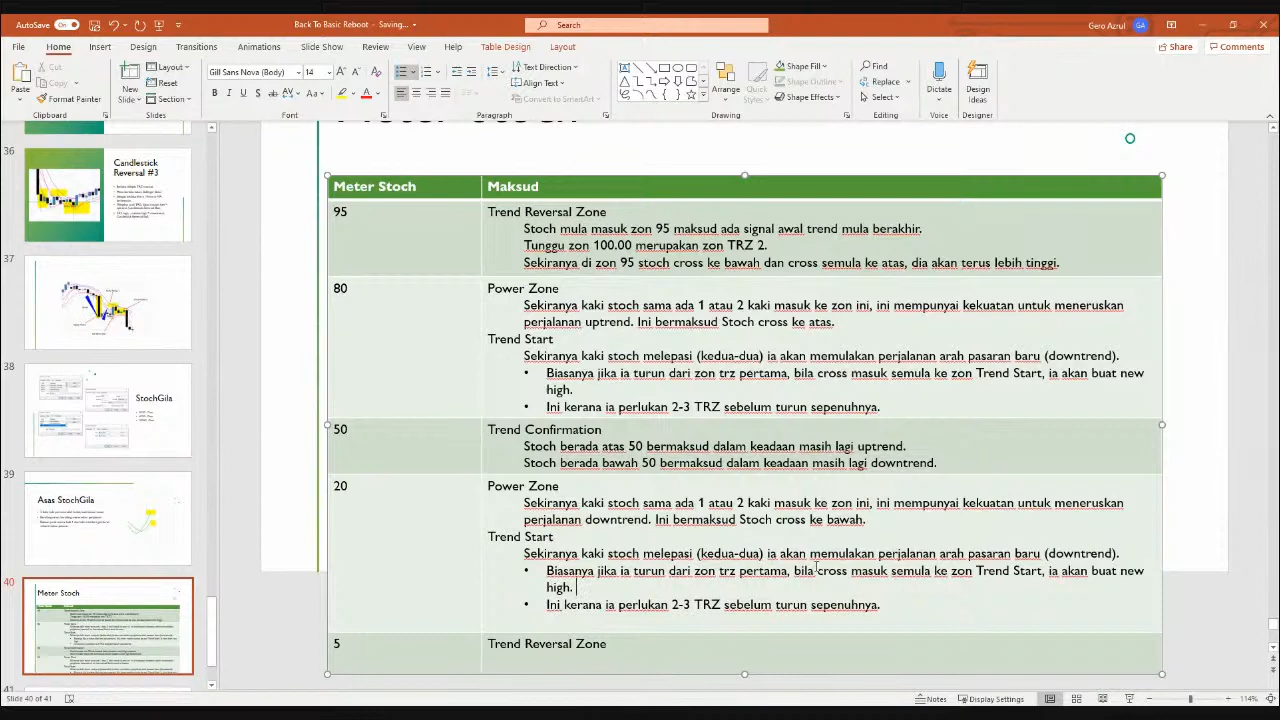 AutoSave
On
Back To Basic Reboot - Saving...
Search
Gero Azrul
GA
File
Home
Insert
Design
Transitions
Animations
Slide Show
Review
View
Help
Table Design
Layout
Share
Comments
Paste
Cut
Copy
Format Painter
Clipboard
New
Slide
Layout
Reset
Section
Slides
Gill Sans Nova (Body)
14
Font
Paragraph
Text Direction
Align Text
Convert to SmartArt
Arrange
Quick
Styles
Shape Fill
Shape Outline
Shape Effects
Drawing
Find
Replace
Select
Editing
Dictate
Voice
Design
Ideas
Designer
36
Candlestick
Reversal #3
37
38
StochGila
39
Asas StochGila
40
Meter Stoch
41
Meter Stoch
Maksud
95
Trend Reversal Zone
Stoch mula masuk zon 95 maksud ada signal awal trend mula berakhir.
Tunggu zon 100.00 merupakan zon TRZ 2.
Sekiranya di zon 95 stoch cross ke bawah dan cross semula ke atas, dia akan terus lebih tinggi.
80
Power Zone
Sekiranya kaki stoch sama ada 1 atau 2 kaki masuk ke zon ini, ini mempunyai kekuatan untuk meneruskan
perjalanan uptrend. Ini bermaksud Stoch cross ke atas.
Trend Start
Sekiranya kaki stoch melepasi (kedua-dua) ia akan memulakan perjalanan arah pasaran baru (downtrend).
• Biasanya jika ia turun dari zon trz pertama, bila cross masuk semula ke zon Trend Start, ia akan buat new
high.
• Ini kerana ia perlukan 2-3 TRZ sebelum turun sepenuhnya.
50
Trend Confirmation
Stoch berada atas 50 bermaksud dalam keadaan masih lagi uptrend.
Stoch berada bawah 50 bermaksud dalam keadaan masih lagi downtrend.
20
Power Zone
Sekiranya kaki stoch sama ada 1 atau 2 kaki masuk ke zon ini, ini mempunyai kekuatan untuk meneruskan
perjalanan downtrend. Ini bermaksud Stoch cross ke bawah.
Trend Start
Sekiranya kaki stoch melepasi (kedua-dua) ia akan memulakan perjalanan arah pasaran baru (downtrend).
• Biasanya jika ia turun dari zon trz pertama, bila cross masuk semula ke zon Trend Start, ia akan buat new
high.
• Ini kerana ia perlukan 2-3 TRZ sebelum turun sepenuhnya.
5
Trend Reversal Zone
Slide 40 of 41
Notes
Display Settings
114%